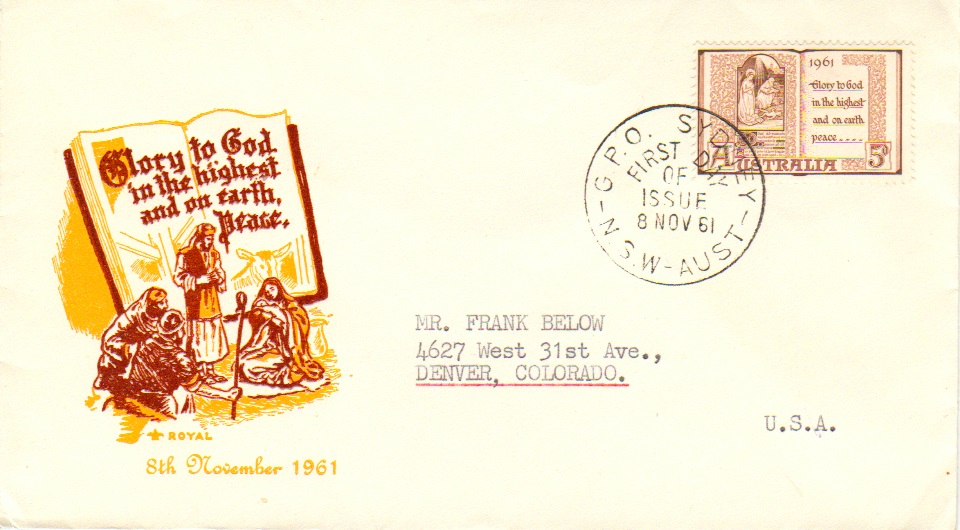 Glory to God
in the highest
and on earth,
Peace.
ROYAL
8th November 1961
1961
Glory to God
in the highest
and on earth
peace....
AUSTRALIA 5D
G.P.O. SYDNEY
FIRST DAY
OF
ISSUE
8 NOV 61
N.S.W-AUST
MR. FRANK BELOW
4627 West 31st Ave.,
DENVER, COLORADO.
U.S.A.